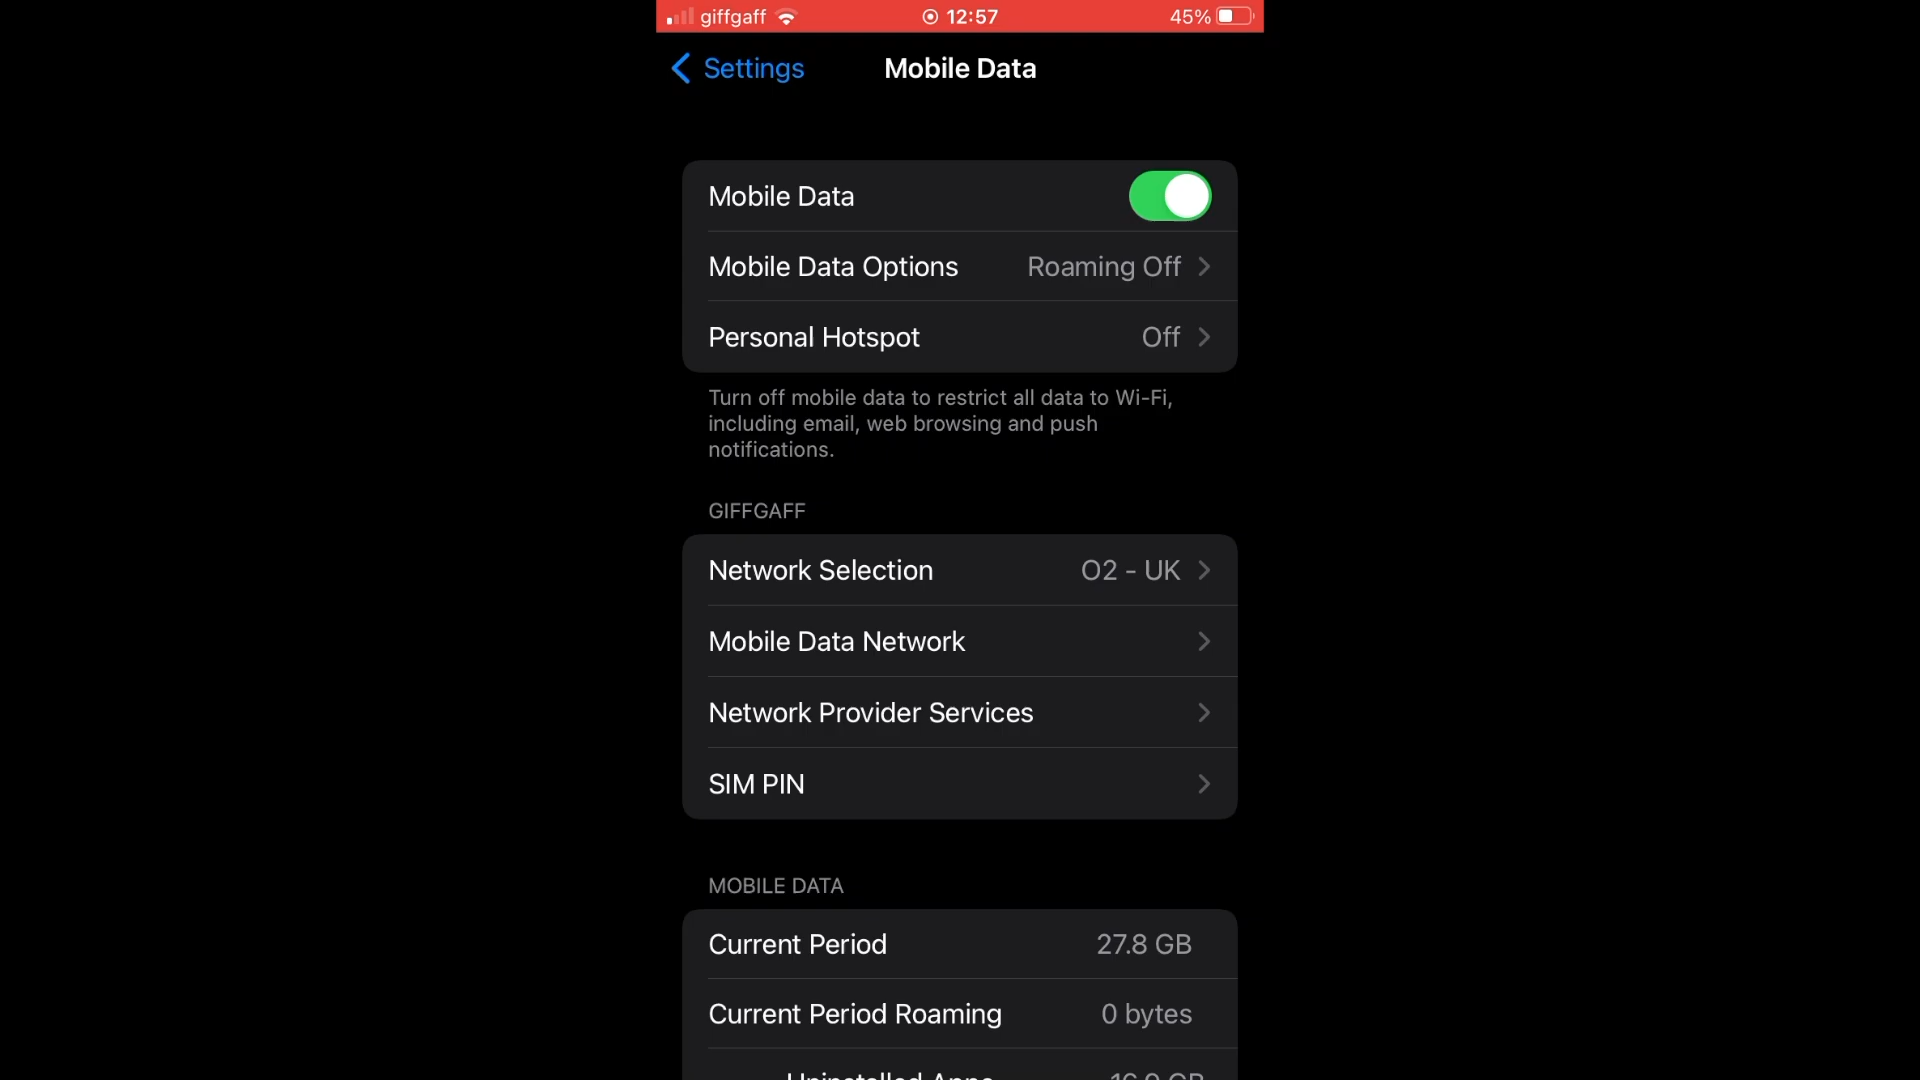 giffgaff 12:57 45%
Settings Mobile Data
Mobile Data
Mobile Data Options Roaming Off
Personal Hotspot Off
Turn off mobile data to restrict all data to Wi-Fi,
including email, web browsing and push
notifications.
GIFFGAFF
Network Selection O2 - UK
Mobile Data Network
Network Provider Services
SIM PIN
MOBILE DATA
Current Period 27.8 GB
Current Period Roaming 0 bytes
Uninstalled Apps